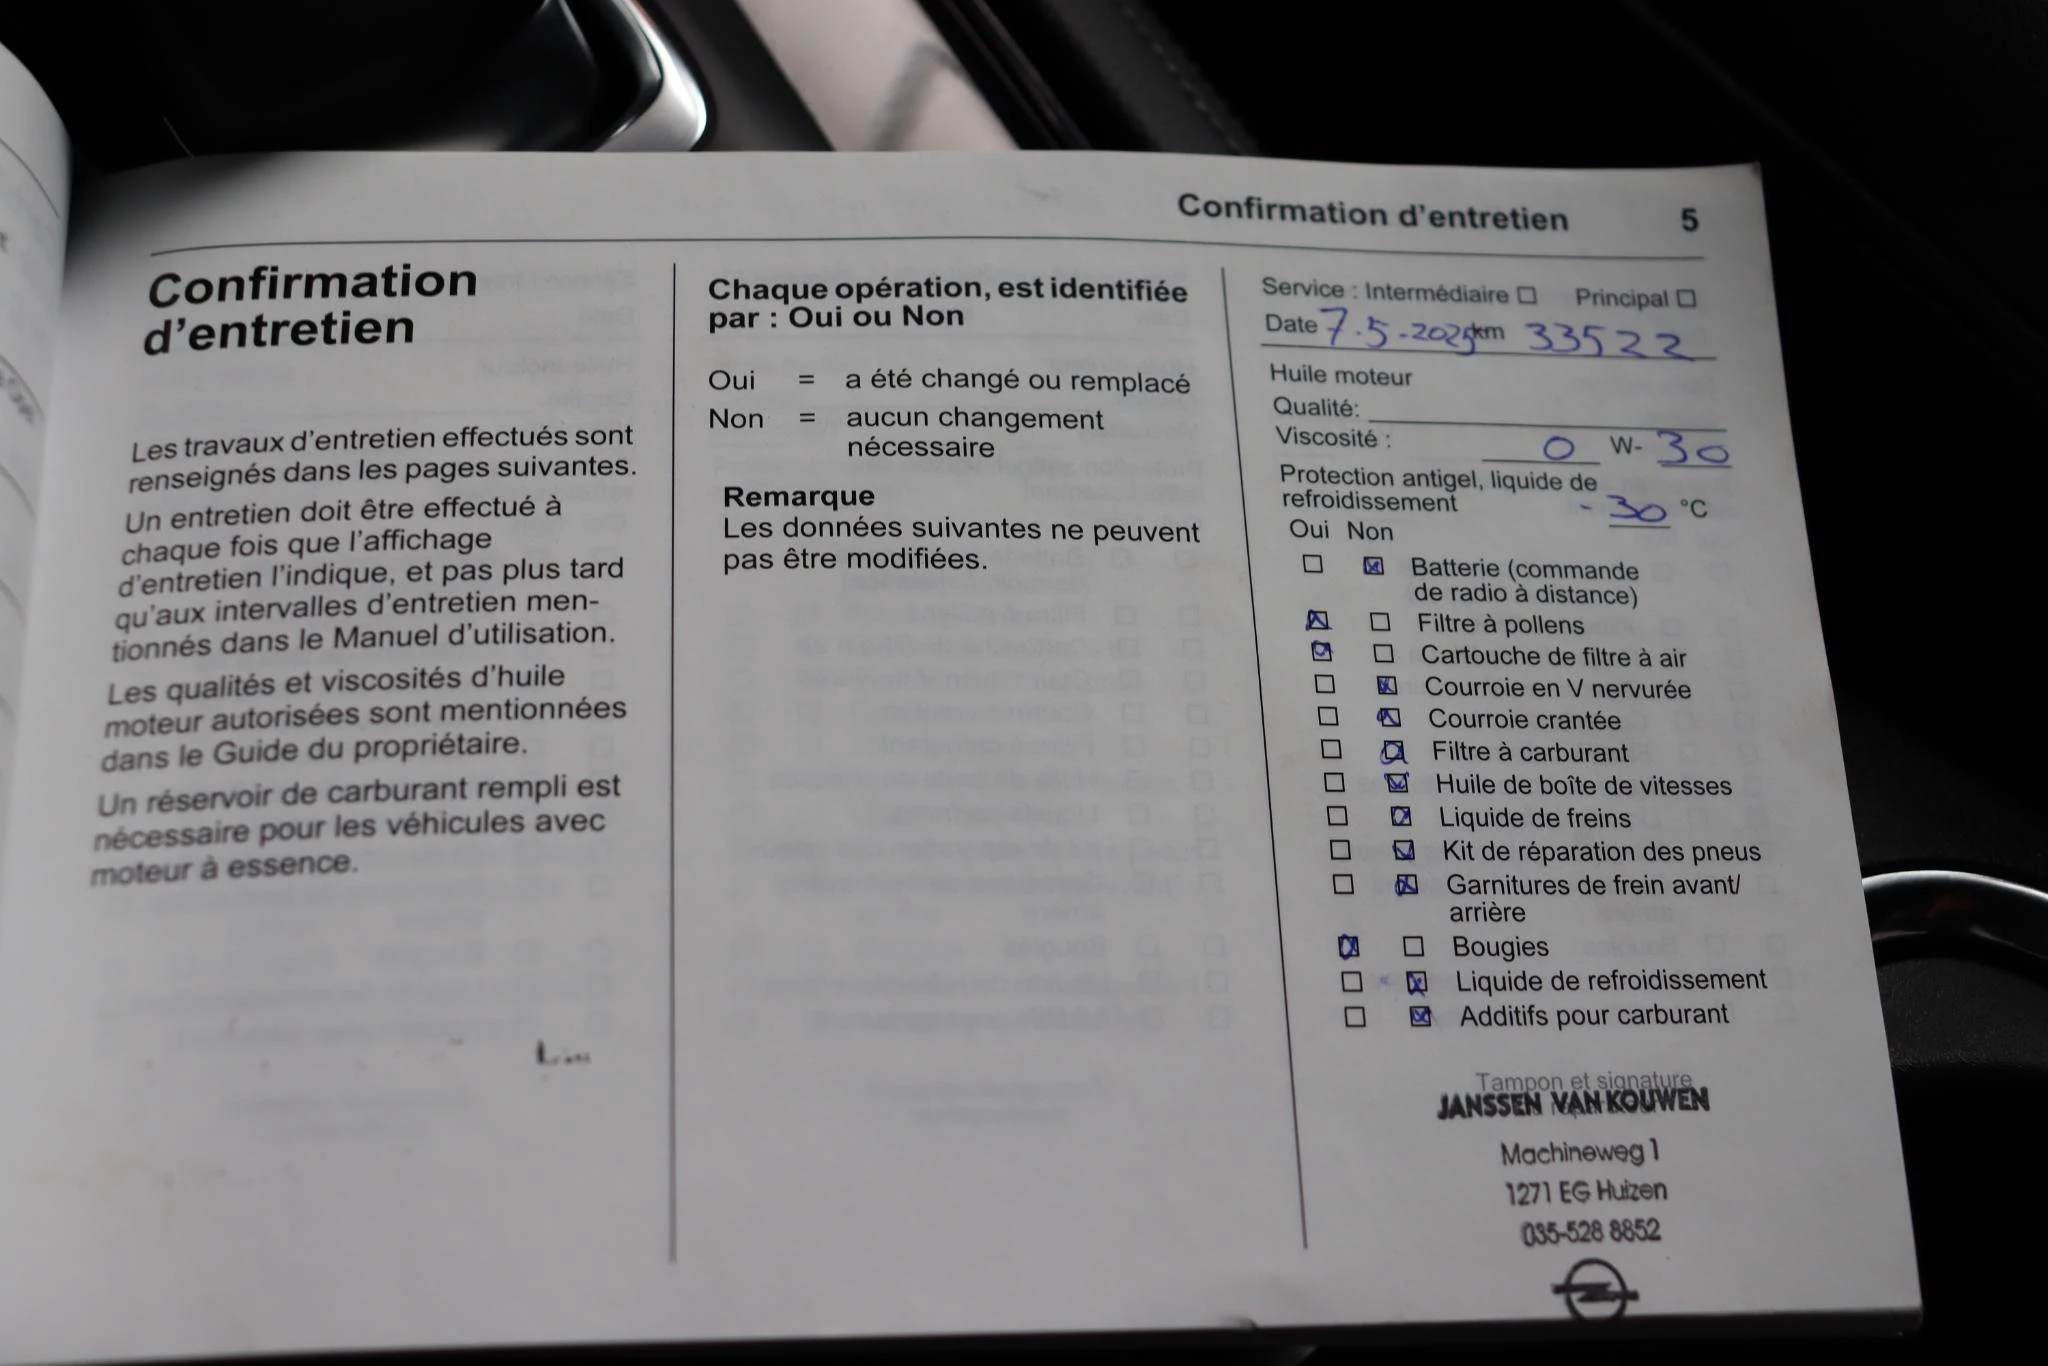 Confirmation d'entretien 5
Confirmation
d'entretien
Les travaux d'entretien effectués sont
renseignés dans les pages suivantes.
Un entretien doit être effectué à
chaque fois que l'affichage
d'entretien l'indique, et pas plus tard
qu'aux intervalles d'entretien men-
tionnés dans le Manuel d'utilisation.
Les qualités et viscosités d'huile
moteur autorisées sont mentionnées
dans le Guide du propriétaire.
Un réservoir de carburant rempli est
nécessaire pour les véhicules avec
moteur à essence.
Chaque opération, est identifiée
par : Oui ou Non
Oui = a été changé ou remplacé
Non = aucun changement
nécessaire
Remarque
Les données suivantes ne peuvent
pas être modifiées.
Service : Intermédiaire ☐ Principal ☐
Date 7.5-2025 km 33522
Huile moteur
Qualité:
Viscosité : 0 W- 30
Protection antigel, liquide de
refroidissement - 30 °C
Oui Non
☐ ☒ Batterie (commande
de radio à distance)
☒ ☐ Filtre à pollens
☒ ☐ Cartouche de filtre à air
☐ ☒ Courroie en V nervurée
☐ ☒ Courroie crantée
☐ ☒ Filtre à carburant
☐ ☒ Huile de boîte de vitesses
☐ ☒ Liquide de freins
☐ ☒ Kit de réparation des pneus
☐ ☒ Garnitures de frein avant/
arrière
☒ ☐ Bougies
☐ ☒ Liquide de refroidissement
☐ ☒ Additifs pour carburant
Tampon et signature
JANSSEN VAN KOUWEN
Machineweg 1
1271 EG Huizen
035-528 8852